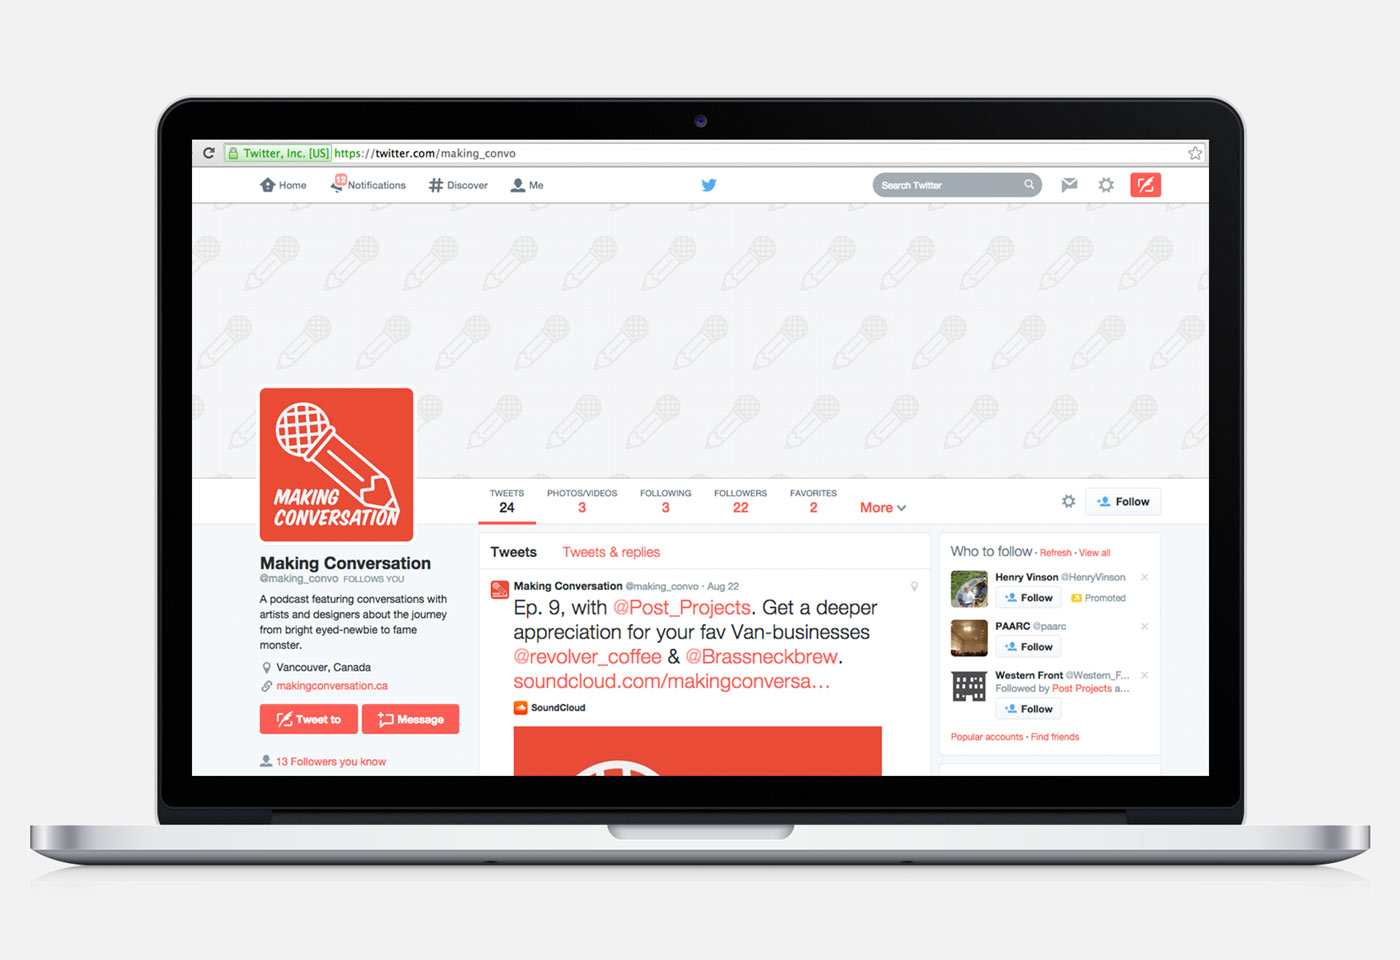 Twitter, Inc. [US] https://twitter.com/making_convo
Home
12
Notifications
Discover
Me
Search Twitter
MAKING
CONVERSATION
TWEETS
24
PHOTOS/VIDEOS
3
FOLLOWING
3
FOLLOWERS
22
FAVORITES
2
More
Follow
Making Conversation
@making_convo FOLLOWS YOU
A podcast featuring conversations with
artists and designers about the journey
from bright eyed-newbie to fame
monster.
Vancouver, Canada
makingconversation.ca
Tweet to
Message
13 Followers you know
Tweets
Tweets & replies
Making Conversation @making_convo · Aug 22
Ep. 9, with @Post_Projects. Get a deeper
appreciation for your fav Van-businesses
@revolver_coffee & @Brassneckbrew.
soundcloud.com/makingconversa…
SoundCloud
Who to follow · Refresh · View all
Henry Vinson @HenryVinson
Follow
Promoted
PAARC @paarc
Follow
Western Front @Western_F...
Followed by Post Projects a...
Follow
Popular accounts · Find friends